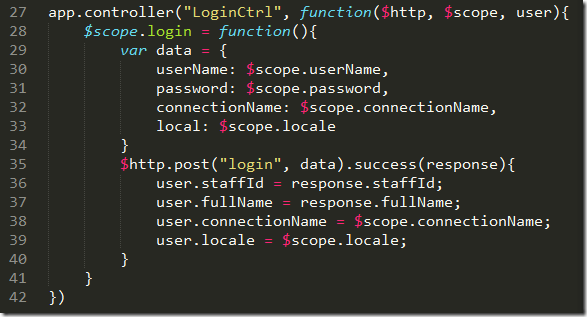 27 app.controller("LoginCtrl", function($http, $scope, user){
28     $scope.login = function(){
29         var data = {
30             userName: $scope.userName,
31             password: $scope.password,
32             connectionName: $scope.connectionName,
33             local: $scope.locale
34         }
35         $http.post("login", data).success(response){
36             user.staffId = response.staffId;
37             user.fullName = response.fullName;
38             user.connectionName = $scope.connectionName;
39             user.locale = $scope.locale;
40         }
41     }
42 })